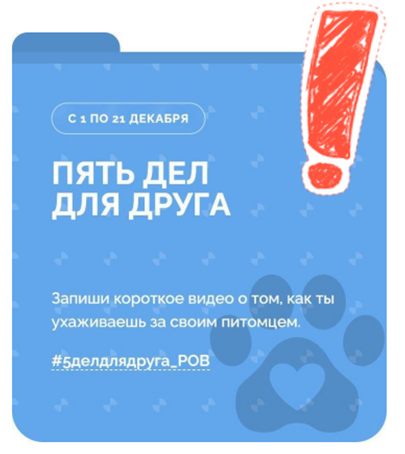 С 1 ПО 21 ДЕКАБРЯ
ПЯТЬ ДЕЛ
ДЛЯ ДРУГА
Запиши короткое видео о том, как ты
ухаживаешь за своим питомцем.
#5делдлядруга_РОВ